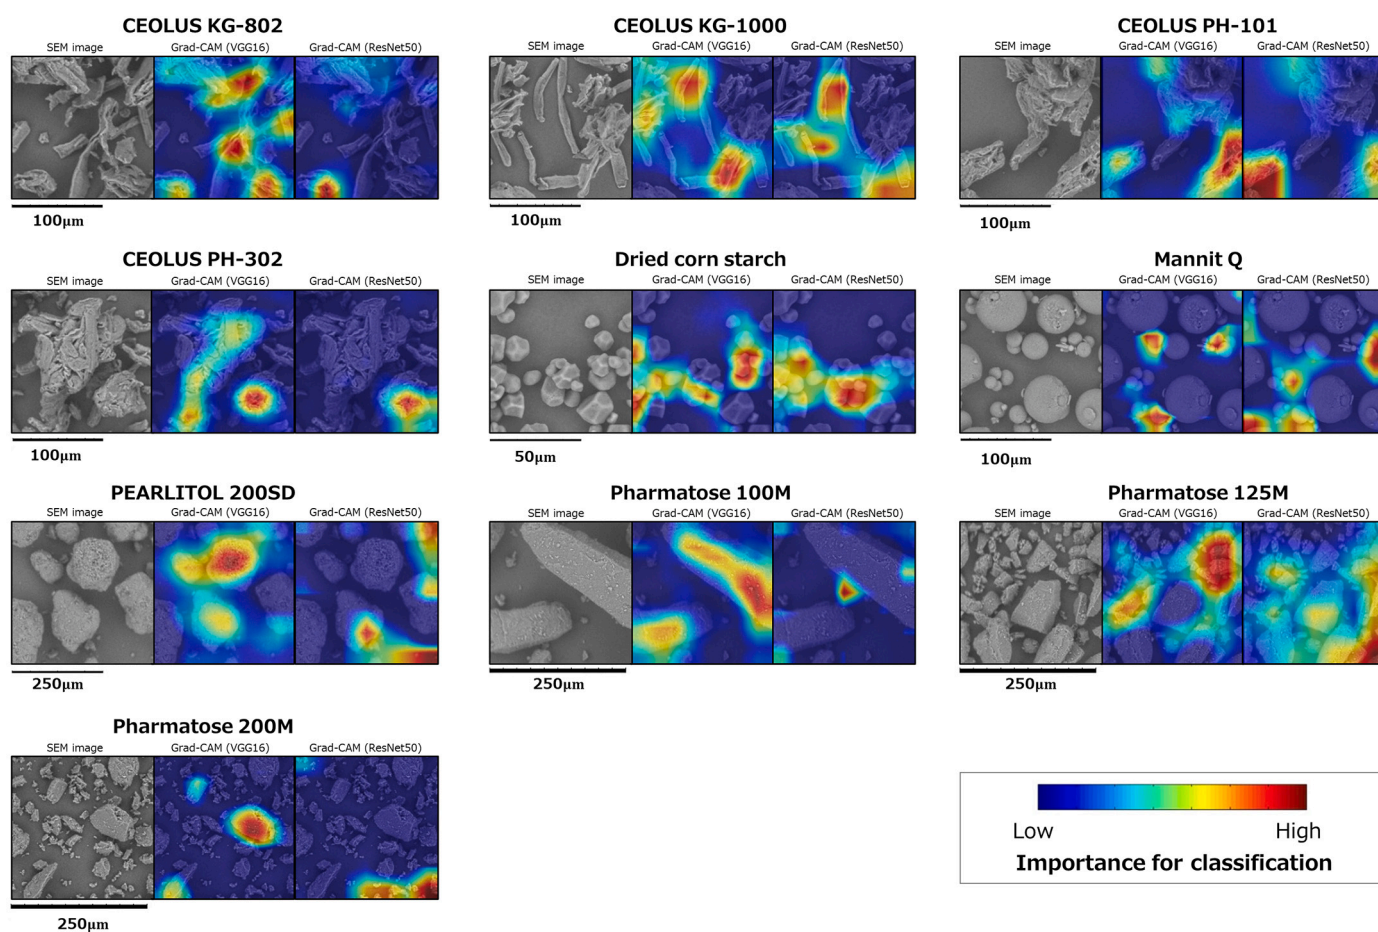 CEOLUS KG-802
SEM image Grad-CAM (VGG16) Grad-CAM (ResNet50)
100μm
CEOLUS KG-1000
SEM image Grad-CAM (VGG16) Grad-CAM (ResNet50)
100μm
CEOLUS PH-101
SEM image Grad-CAM (VGG16) Grad-CAM (ResNet50)
100μm
CEOLUS PH-302
SEM image Grad-CAM (VGG16) Grad-CAM (ResNet50)
100μm
Dried corn starch
SEM image Grad-CAM (VGG16) Grad-CAM (ResNet50)
50μm
Mannit Q
SEM image Grad-CAM (VGG16) Grad-CAM (ResNet50)
100μm
PEARLITOL 200SD
SEM image Grad-CAM (VGG16) Grad-CAM (ResNet50)
250μm
Pharmatose 100M
SEM image Grad-CAM (VGG16) Grad-CAM (ResNet50)
250μm
Pharmatose 125M
SEM image Grad-CAM (VGG16) Grad-CAM (ResNet50)
250μm
Pharmatose 200M
SEM image Grad-CAM (VGG16) Grad-CAM (ResNet50)
250μm
Low High
Importance for classification